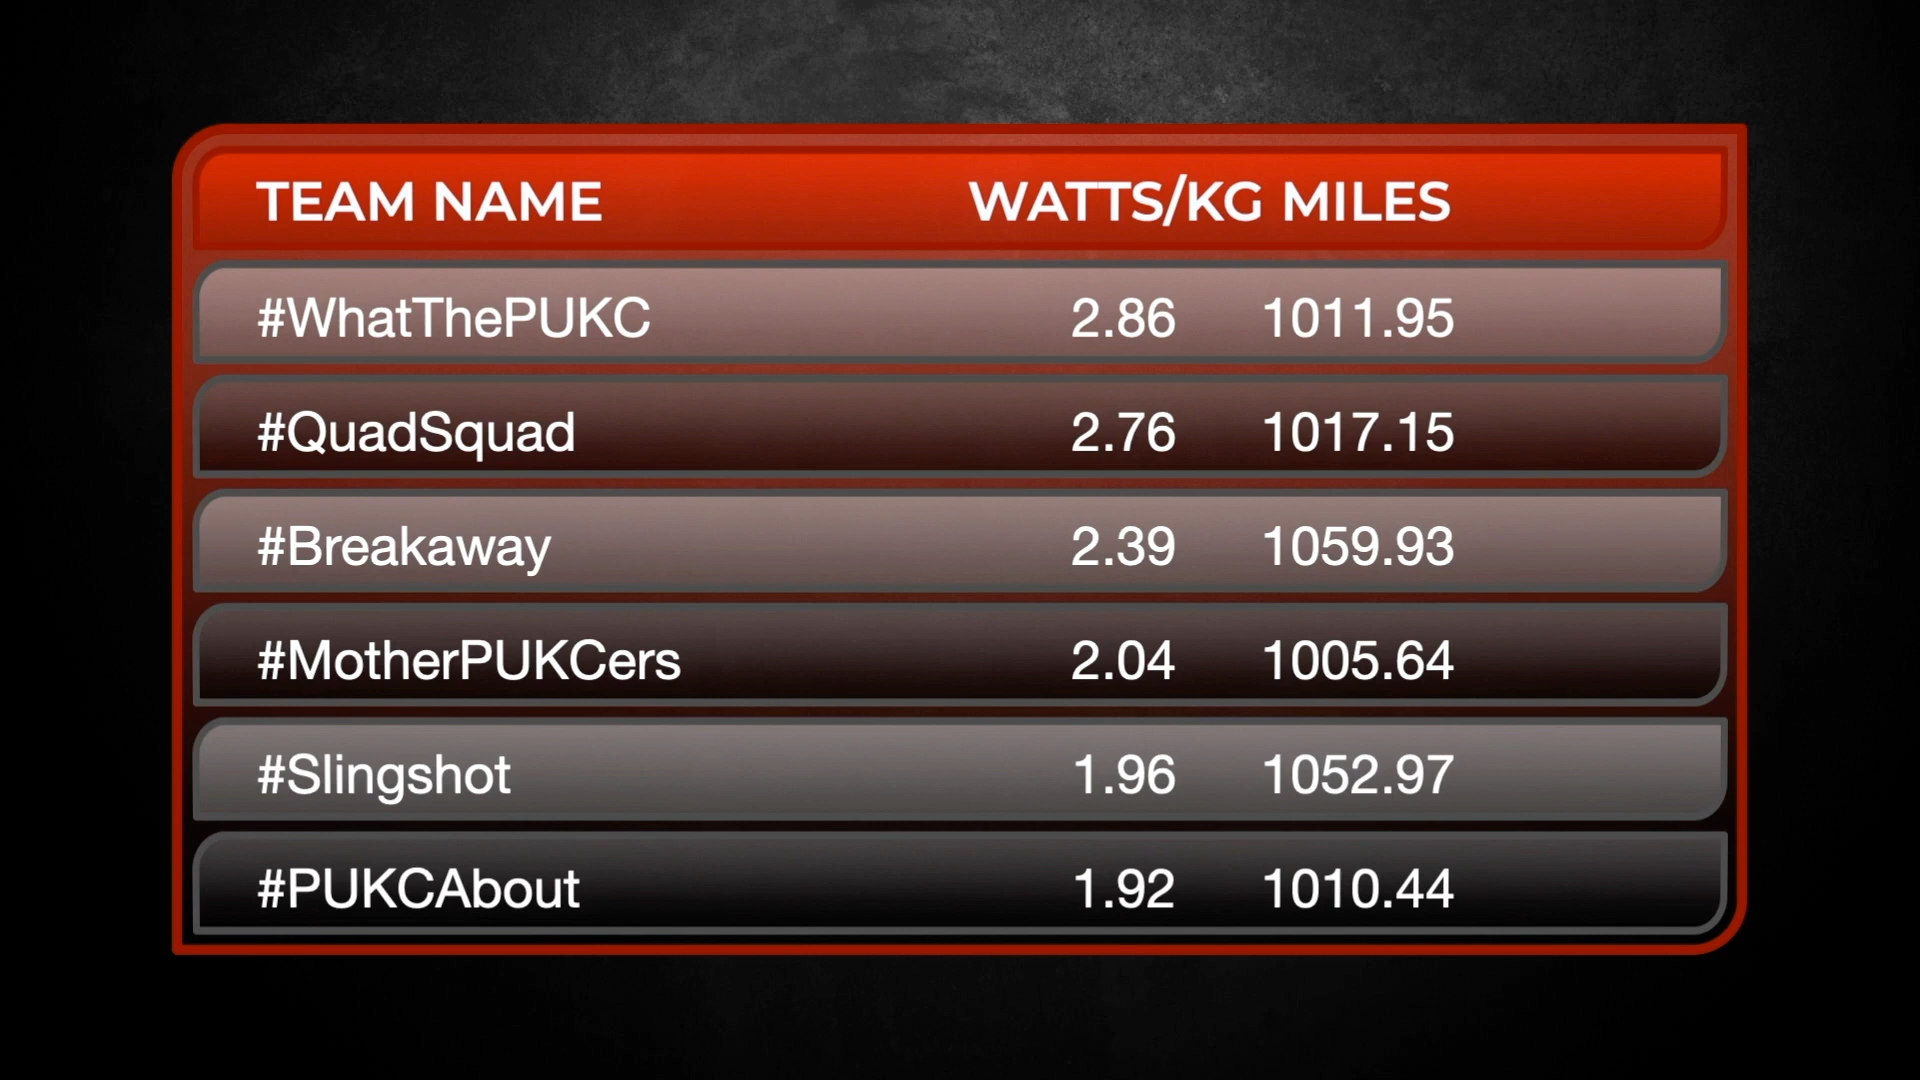 TEAM NAME WATTS/KG MILES
#WhatThePUKC 2.86 1011.95
#QuadSquad 2.76 1017.15
#Breakaway 2.39 1059.93
#MotherPUKCers 2.04 1005.64
#Slingshot 1.96 1052.97
#PUKCAbout 1.92 1010.44